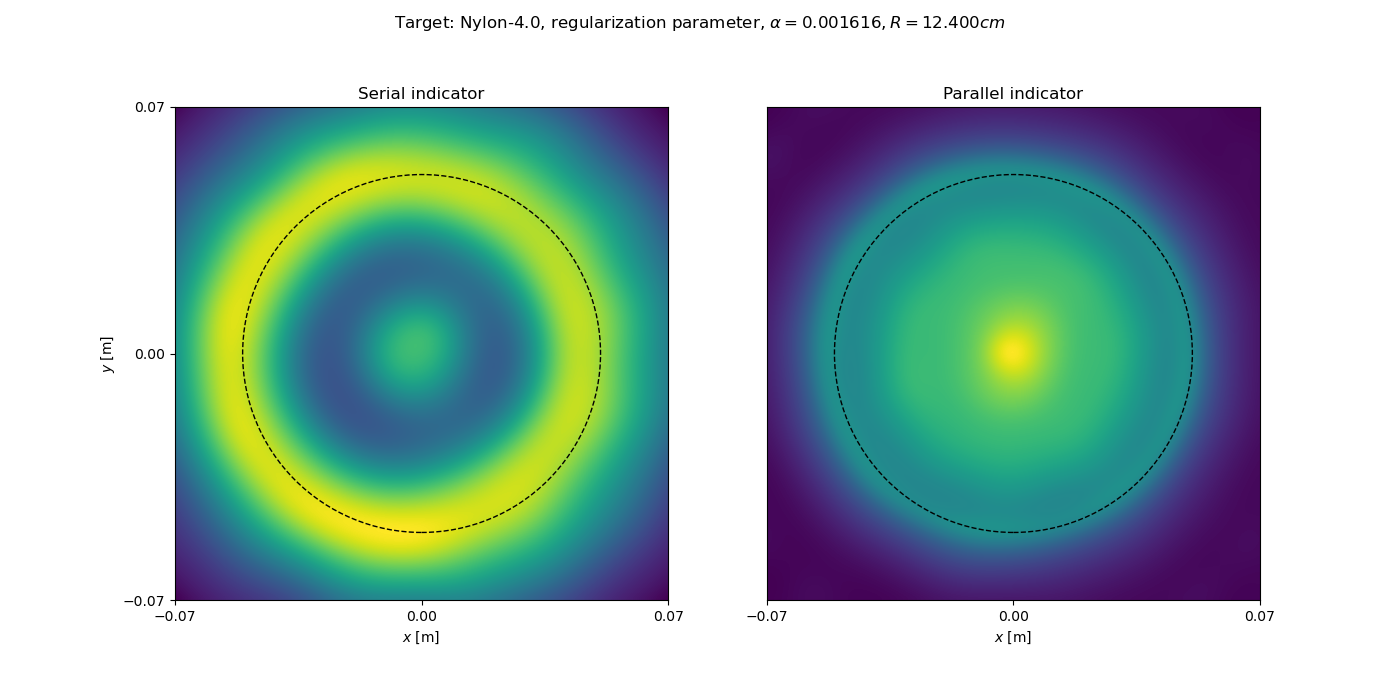 Target: Nylon-4.0, regularization parameter, α = 0.001616, R = 12.400cm
Serial indicator
Parallel indicator
0.07
0.00
−0.07
y [m]
−0.07 0.00 0.07
x [m]
−0.07 0.00 0.07
x [m]